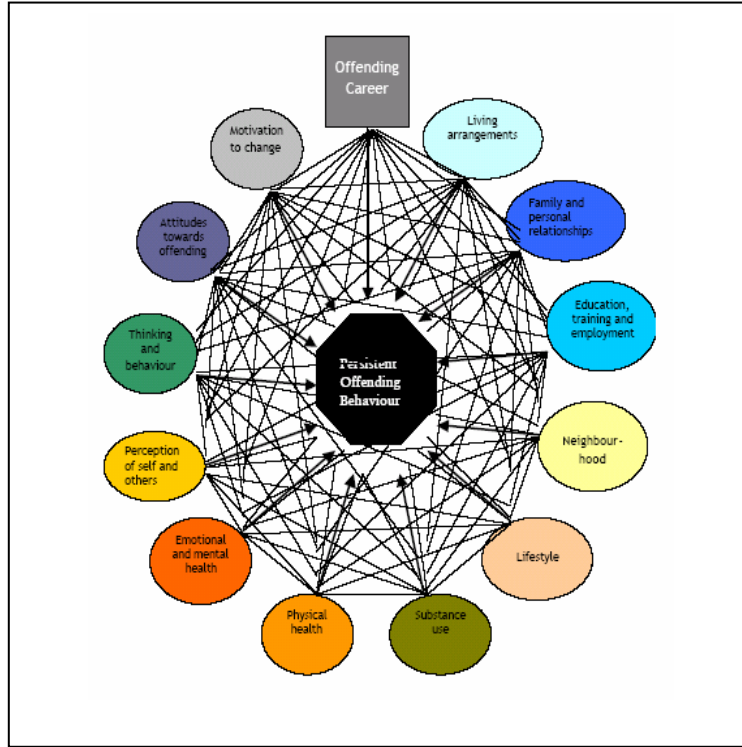 Offending
Career
Living
arrangements
Family and
personal
relationships
Education,
training and
employment
Neighbour-
hood
Lifestyle
Substance
use
Physical
health
Emotional
and mental
health
Perception
of self and
others
Thinking
and
behaviour
Attitudes
towards
offending
Motivation
to change
Persistent
Offending
Behaviour